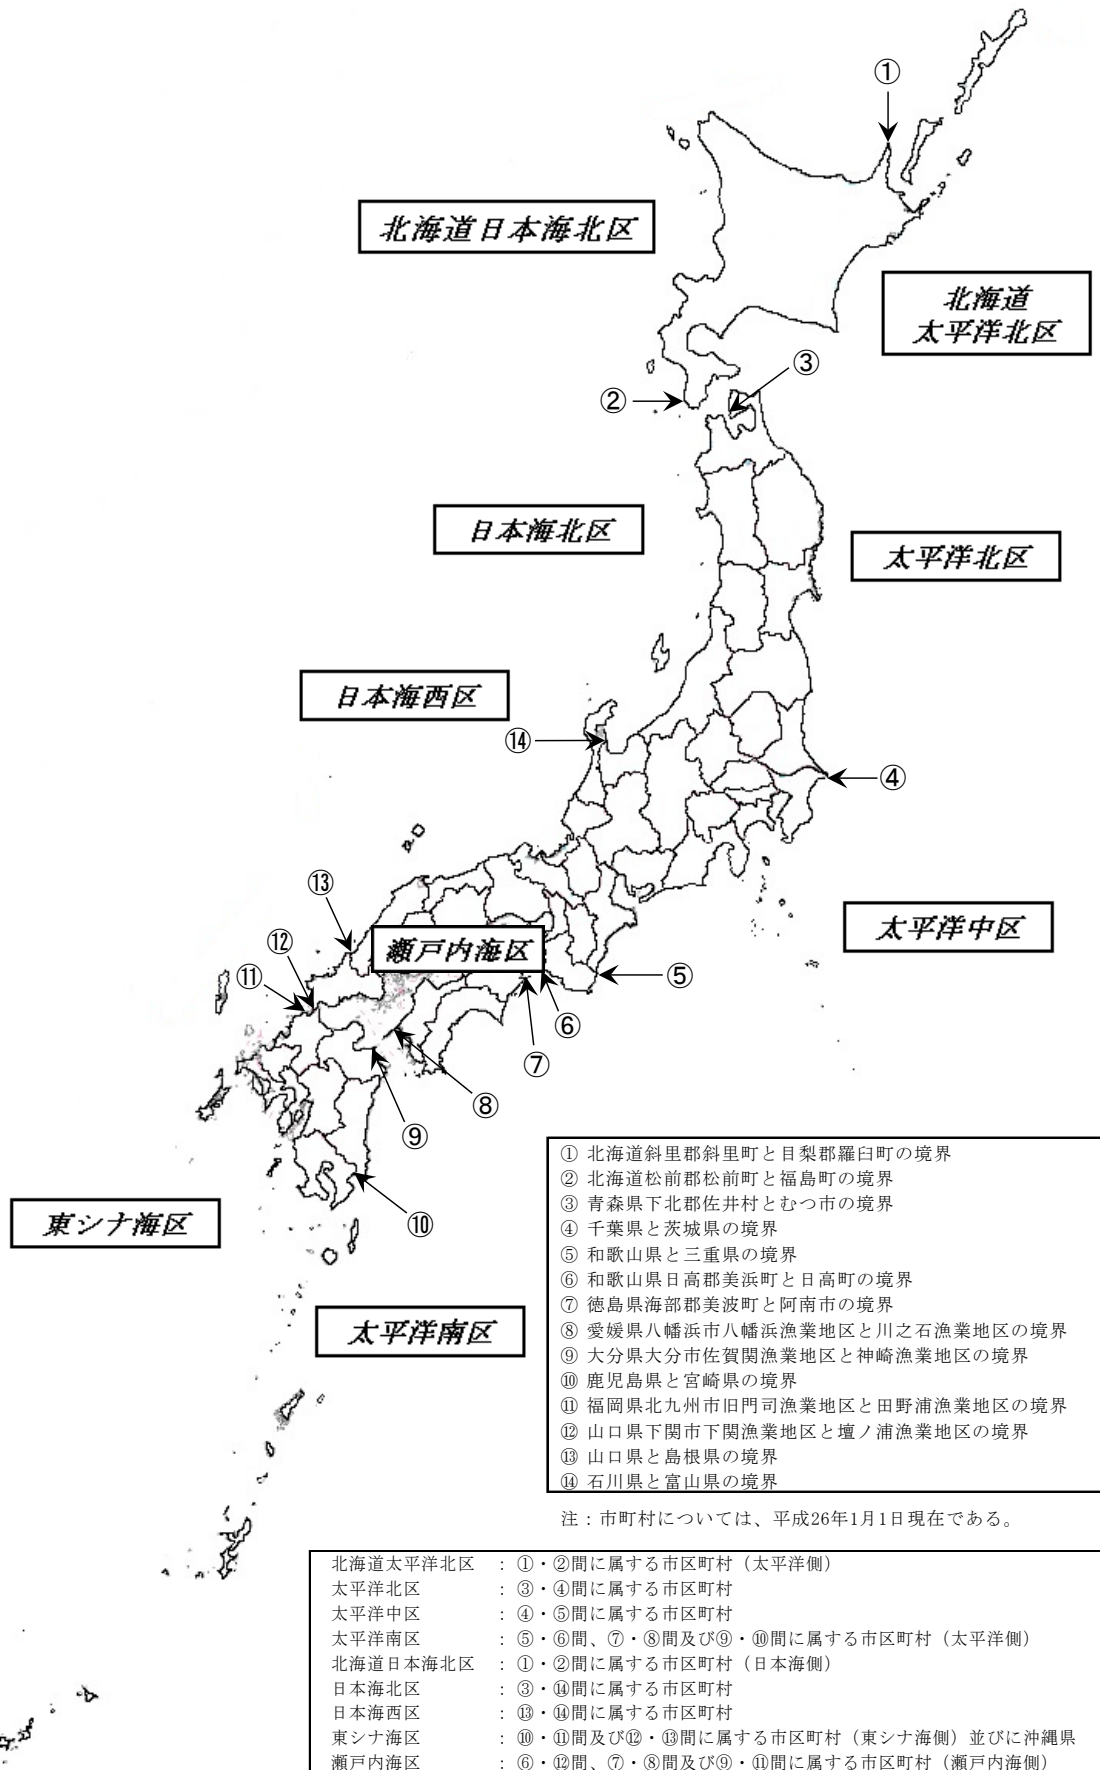 ①
北海道日本海北区
北海道
太平洋北区
③
②
日本海北区
太平洋北区
日本海西区
⑭
④
⑬
太平洋中区
瀬戸内海区
⑫
⑪
⑤
⑥
⑦
⑧
⑨
東シナ海区
⑩
太平洋南区
① 北海道斜里郡斜里町と目梨郡羅臼町の境界
② 北海道松前郡松前町と福島町の境界
③ 青森県下北郡佐井村とむつ市の境界
④ 千葉県と茨城県の境界
⑤ 和歌山県と三重県の境界
⑥ 和歌山県日高郡美浜町と日高町の境界
⑦ 徳島県海部郡美波町と阿南市の境界
⑧ 愛媛県八幡浜市八幡浜漁業地区と川之石漁業地区の境界
⑨ 大分県大分市佐賀関漁業地区と神崎漁業地区の境界
⑩ 鹿児島県と宮崎県の境界
⑪ 福岡県北九州市旧門司漁業地区と田野浦漁業地区の境界
⑫ 山口県下関市下関漁業地区と壇ノ浦漁業地区の境界
⑬ 山口県と島根県の境界
⑭ 石川県と富山県の境界
注：市町村については、平成26年1月1日現在である。
北海道太平洋北区 ：①・②間に属する市区町村（太平洋側）
太平洋北区 ：③・④間に属する市区町村
太平洋中区 ：④・⑤間に属する市区町村
太平洋南区 ：⑤・⑥間、⑦・⑧間及び⑨・⑩間に属する市区町村（太平洋側）
北海道日本海北区 ：①・②間に属する市区町村（日本海側）
日本海北区 ：③・⑭間に属する市区町村
日本海西区 ：⑬・⑭間に属する市区町村
東シナ海区 ：⑩・⑪間及び⑫・⑬間に属する市区町村（東シナ海側）並びに沖縄県
瀬戸内海区 ：⑥・⑫間、⑦・⑧間及び⑨・⑪間に属する市区町村（瀬戸内海側）